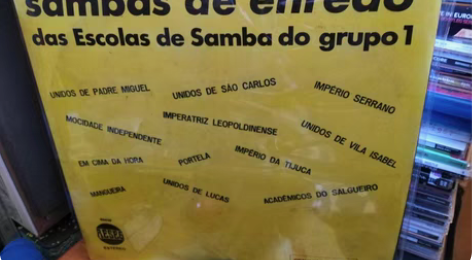 sambas de enredo
das Escolas de Samba do grupo 1
UNIDOS DE PADRE MIGUEL
UNIDOS DE SAO CARLOS
IMPÉRIO SERRANO
MOCIDADE INDEPENDENTE
IMPERATRIZ LEOPOLDINENSE
UNIDOS DE VILA ISABEL
EM CIMA DA HORA
PORTELA
IMPÉRIO DA TIJUCA
MANGUEIRA
UNIDOS DE LUCAS
ACADÊMICOS DO SALGUEIRO